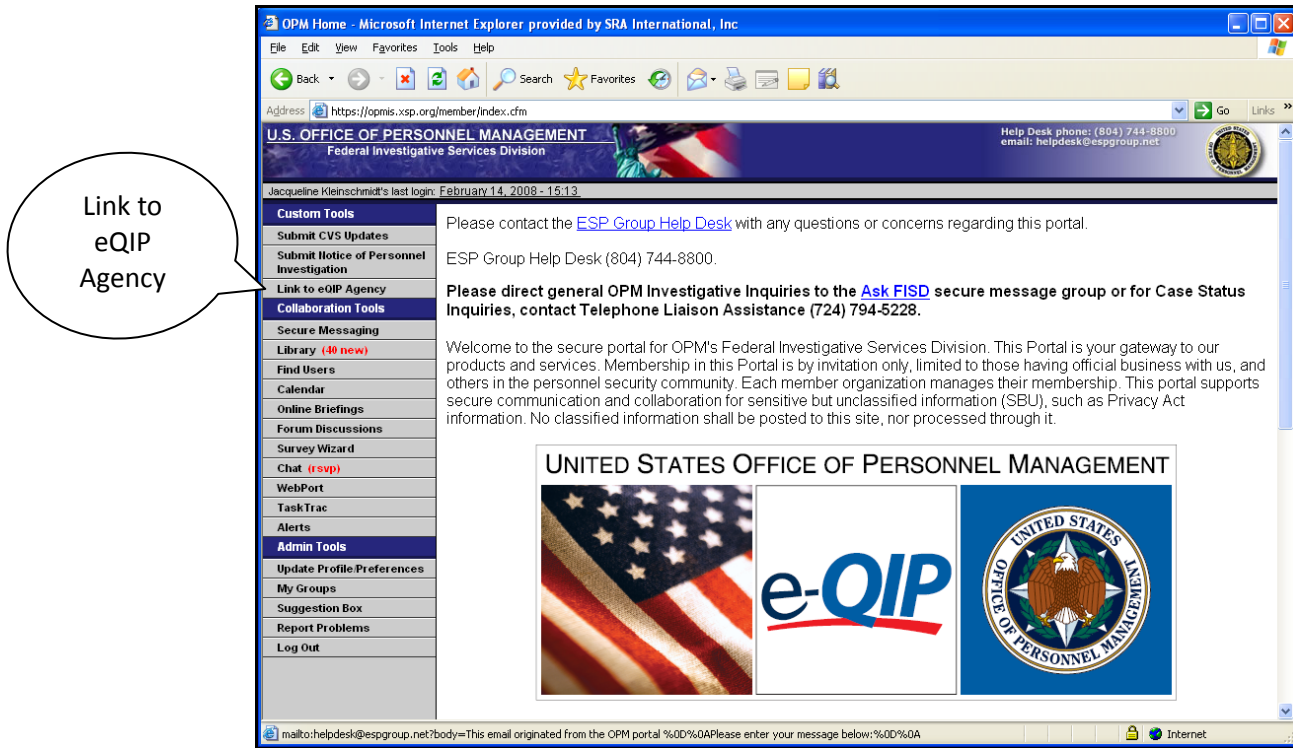 OPM Home - Microsoft Internet Explorer provided by SRA International, Inc
File Edit View Favorites Tools Help
Back Search Favorites
Address https://opmis.xsp.org/member/index.cfm Go Links »
U.S. OFFICE OF PERSONNEL MANAGEMENT
Federal Investigative Services Division
Help Desk phone: (804) 744-8800
email: helpdesk@espgroup.net
Jacqueline Kleinschmidt's last login: February 14, 2008 - 15:13
Link to
eQIP
Agency
Custom Tools
Submit CVS Updates
Submit Notice of Personnel
Investigation
Link to eQIP Agency
Collaboration Tools
Secure Messaging
Library (40 new)
Find Users
Calendar
Online Briefings
Forum Discussions
Survey Wizard
Chat (rsvp)
WebPort
TaskTrac
Alerts
Admin Tools
Update Profile/Preferences
My Groups
Suggestion Box
Report Problems
Log Out
Please contact the ESP Group Help Desk with any questions or concerns regarding this portal.
ESP Group Help Desk (804) 744-8800.
Please direct general OPM Investigative Inquiries to the Ask FISD secure message group or for Case Status
Inquiries, contact Telephone Liaison Assistance (724) 794-5228.
Welcome to the secure portal for OPM's Federal Investigative Services Division. This Portal is your gateway to our
products and services. Membership in this Portal is by invitation only, limited to those having official business with us, and
others in the personnel security community. Each member organization manages their membership. This portal supports
secure communication and collaboration for sensitive but unclassified information (SBU), such as Privacy Act
information. No classified information shall be posted to this site, nor processed through it.
UNITED STATES OFFICE OF PERSONNEL MANAGEMENT
e-QIP
UNITED STATES
OFFICE OF PERSONNEL MANAGEMENT
mailto:helpdesk@espgroup.net?body=This email originated from the OPM portal %0D%0APlease enter your message below:%0D%0A
Internet